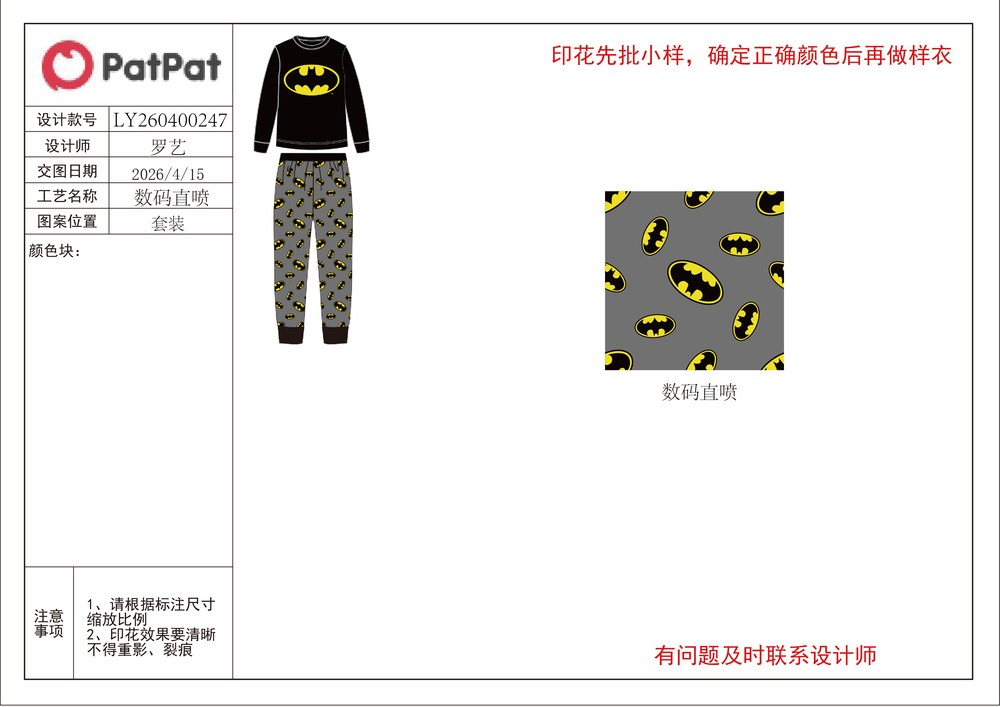 PatPat
印花先批小样，确定正确颜色后再做样衣
设计款号 LY260400247
设计师 罗艺
交图日期 2026/4/15
工艺名称 数码直喷
图案位置 套装
颜色块：
数码直喷
注意事项
1、请根据标注尺寸
缩放比例
2、印花效果要清晰
不得重影、裂痕
有问题及时联系设计师